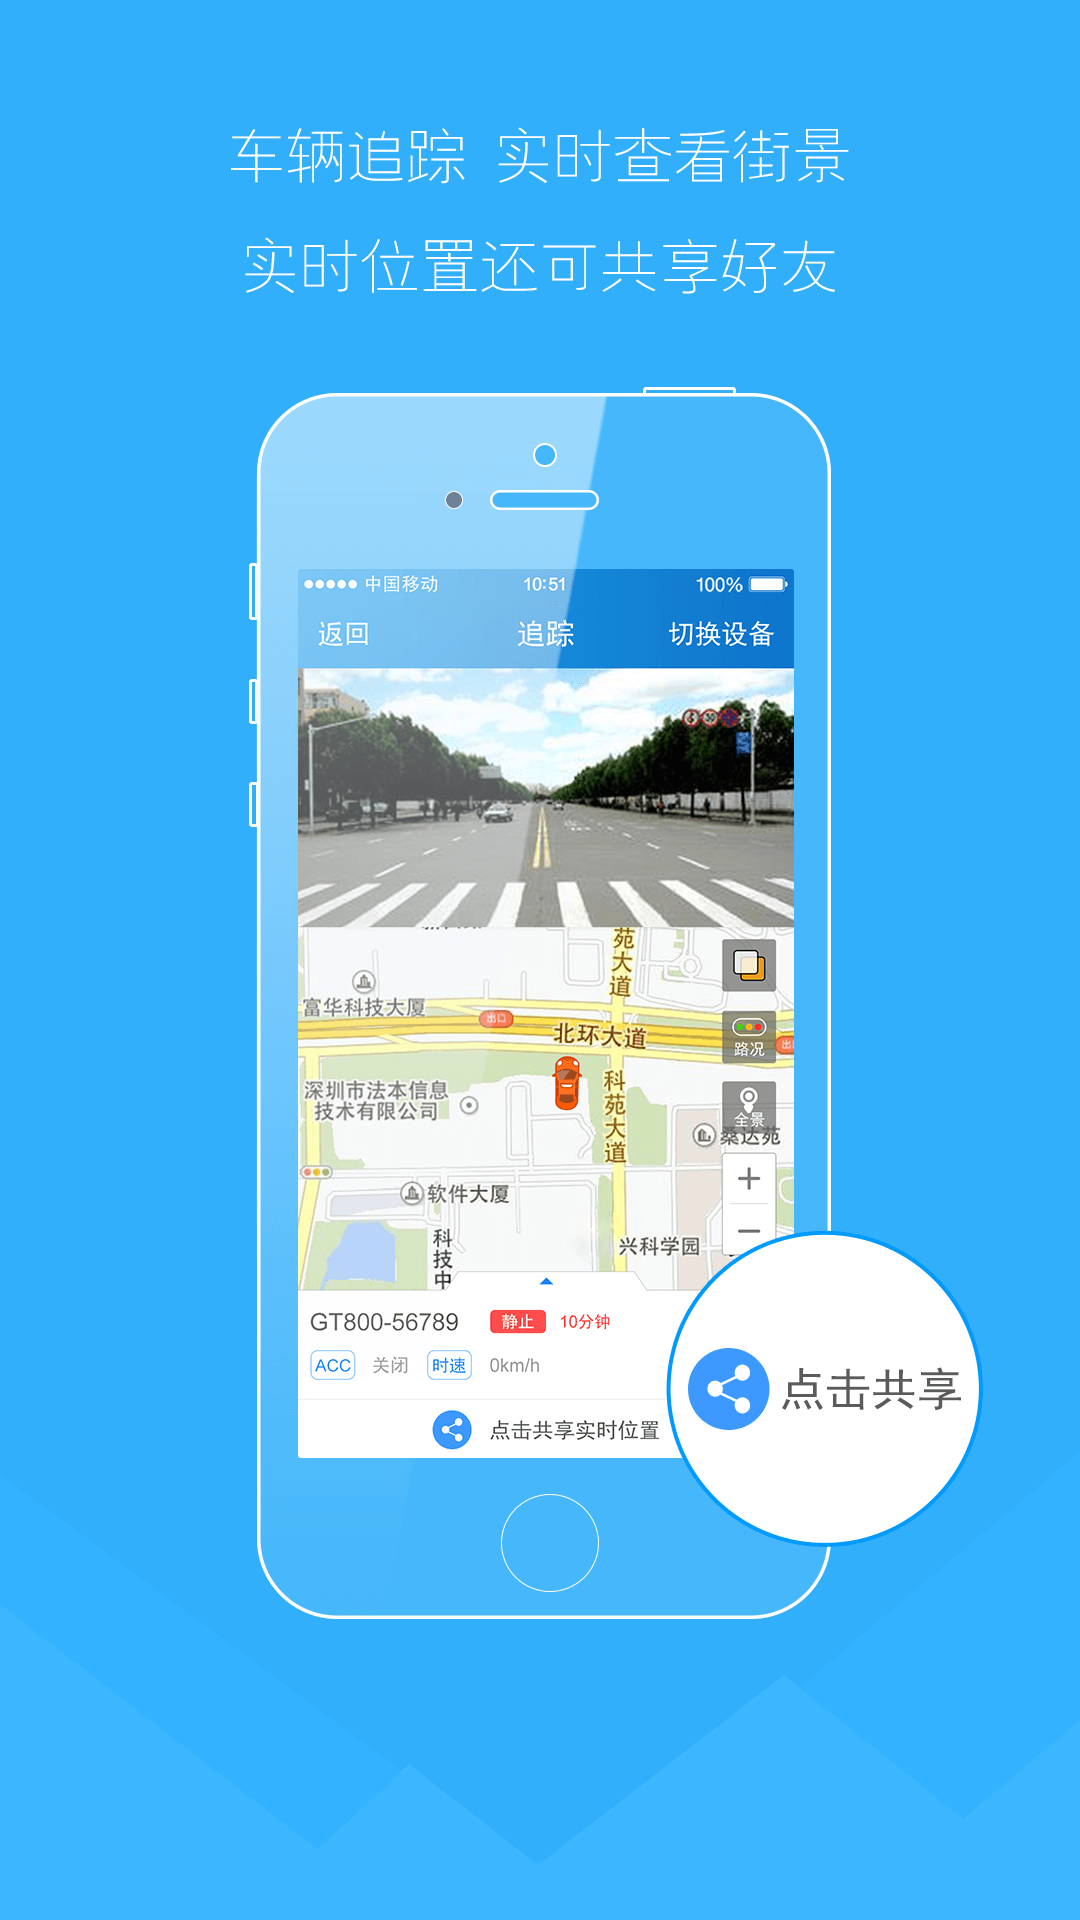 车辆追踪 实时查看街景
实时位置还可共享好友
中国移动 10:51 100%
返回 追踪 切换设备
苑大道
富华科技大厦
出口
北环大道
路况
出口
深圳市法本信息
技术有限公司
科苑大道
全景
桑达苑
软件大厦
科技中
兴科学园
+
−
GT800-56789 静止 10分钟
ACC 关闭 时速 0km/h
点击共享
点击共享实时位置